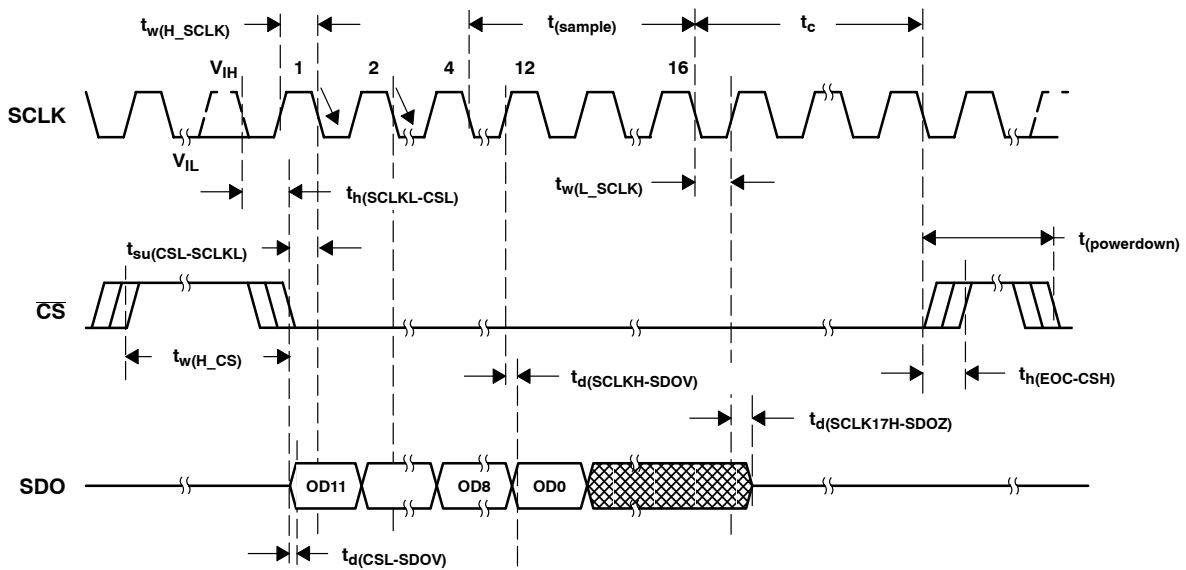 tw(H_SCLK)
t(sample)
tc
VIH
1
2
4
12
16
SCLK
VIL
th(SCLKL-CSL)
tw(L_SCLK)
tsu(CSL-SCLKL)
t(powerdown)
CS
tw(H_CS)
td(SCLKH-SDOV)
th(EOC-CSH)
td(SCLK17H-SDOZ)
SDO
OD11
OD8
OD0
td(CSL-SDOV)